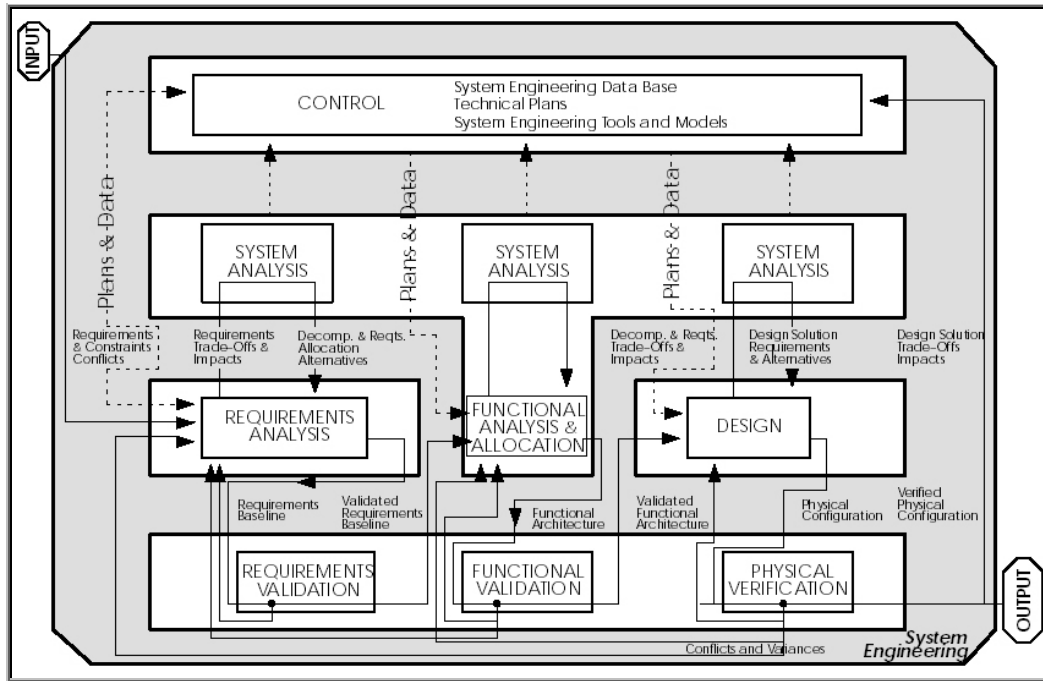 INPUT
CONTROL
System Engineering Data Base
Technical Plans
System Engineering Tools and Models
Plans & Data
Plans & Data
Plans & Data
SYSTEM
ANALYSIS
SYSTEM
ANALYSIS
SYSTEM
ANALYSIS
Requirements
& Constraints
Conflicts
Requirements
Trade-Offs &
Impacts
Decomp. & Reqts.
Allocation
Alternatives
Decomp. & Reqts.
Trade-Offs &
Impacts
Design Solution
Requirements
& Alternatives
Design Solution
Trade-Offs
Impacts
REQUIREMENTS
ANALYSIS
FUNCTIONAL
ANALYSIS &
ALLOCATION
DESIGN
Requirements
Baseline
Validated
Requirements
Baseline
Functional
Architecture
Validated
Functional
Architecture
Physical
Configuration
Verified
Physical
Configuration
REQUIREMENTS
VALIDATION
FUNCTIONAL
VALIDATION
PHYSICAL
VERIFICATION
OUTPUT
Conflicts and Variances
System
Engineering